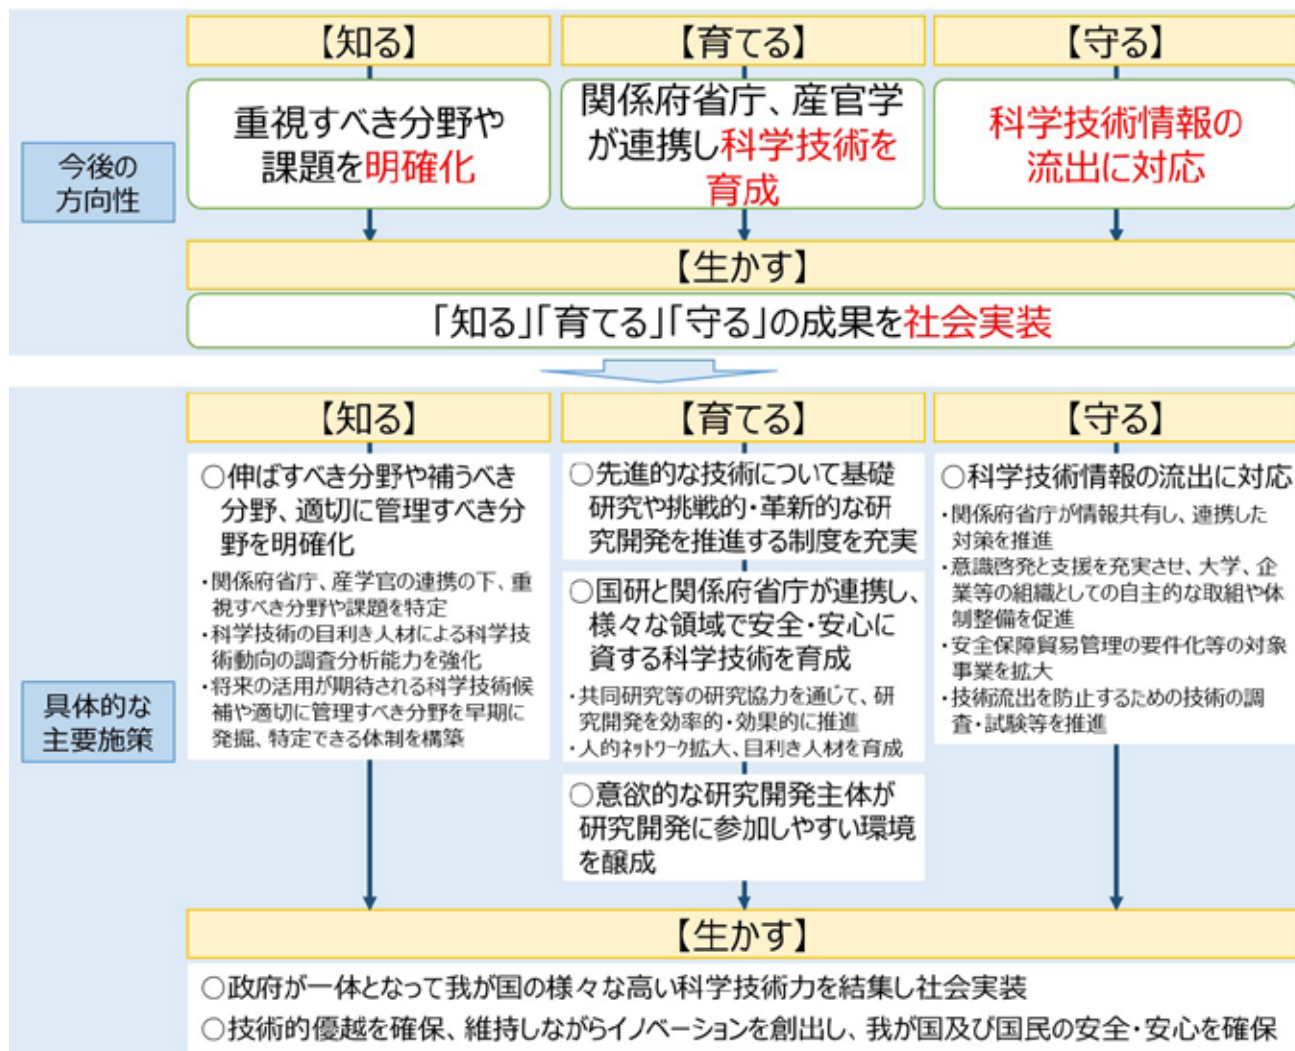 【知る】
【育てる】
【守る】
今後の
方向性
重視すべき分野や
課題を明確化
関係府省庁、産官学
が連携し科学技術を
育成
科学技術情報の
流出に対応
【生かす】
「知る」「育てる」「守る」の成果を社会実装
【知る】
【育てる】
【守る】
具体的な
主要施策
○伸ばすべき分野や補うべき
分野、適切に管理すべき分
野を明確化
・関係府省庁、産学官の連携の下、重
視すべき分野や課題を特定
・科学技術の目利き人材による科学技
術動向の調査分析能力を強化
・将来の活用が期待される科学技術候
補や適切に管理すべき分野を早期に
発掘、特定できる体制を構築
○先進的な技術について基礎
研究や挑戦的・革新的な研
究開発を推進する制度を充実
○国研と関係府省庁が連携し、
様々な領域で安全・安心に
資する科学技術を育成
・共同研究等の研究協力を通じて、研
究開発を効率的・効果的に推進
・人的ネットワーク拡大、目利き人材を育成
○意欲的な研究開発主体が
研究開発に参加しやすい環境
を醸成
○科学技術情報の流出に対応
・関係府省庁が情報共有し、連携した
対策を推進
・意識啓発と支援を充実させ、大学、企
業等の組織としての自主的な取組や体
制整備を促進
・安全保障貿易管理の要件化等の対象
事業を拡大
・技術流出を防止するための技術の調
査・試験等を推進
【生かす】
○政府が一体となって我が国の様々な高い科学技術力を結集し社会実装
○技術的優越を確保、維持しながらイノベーションを創出し、我が国及び国民の安全・安心を確保